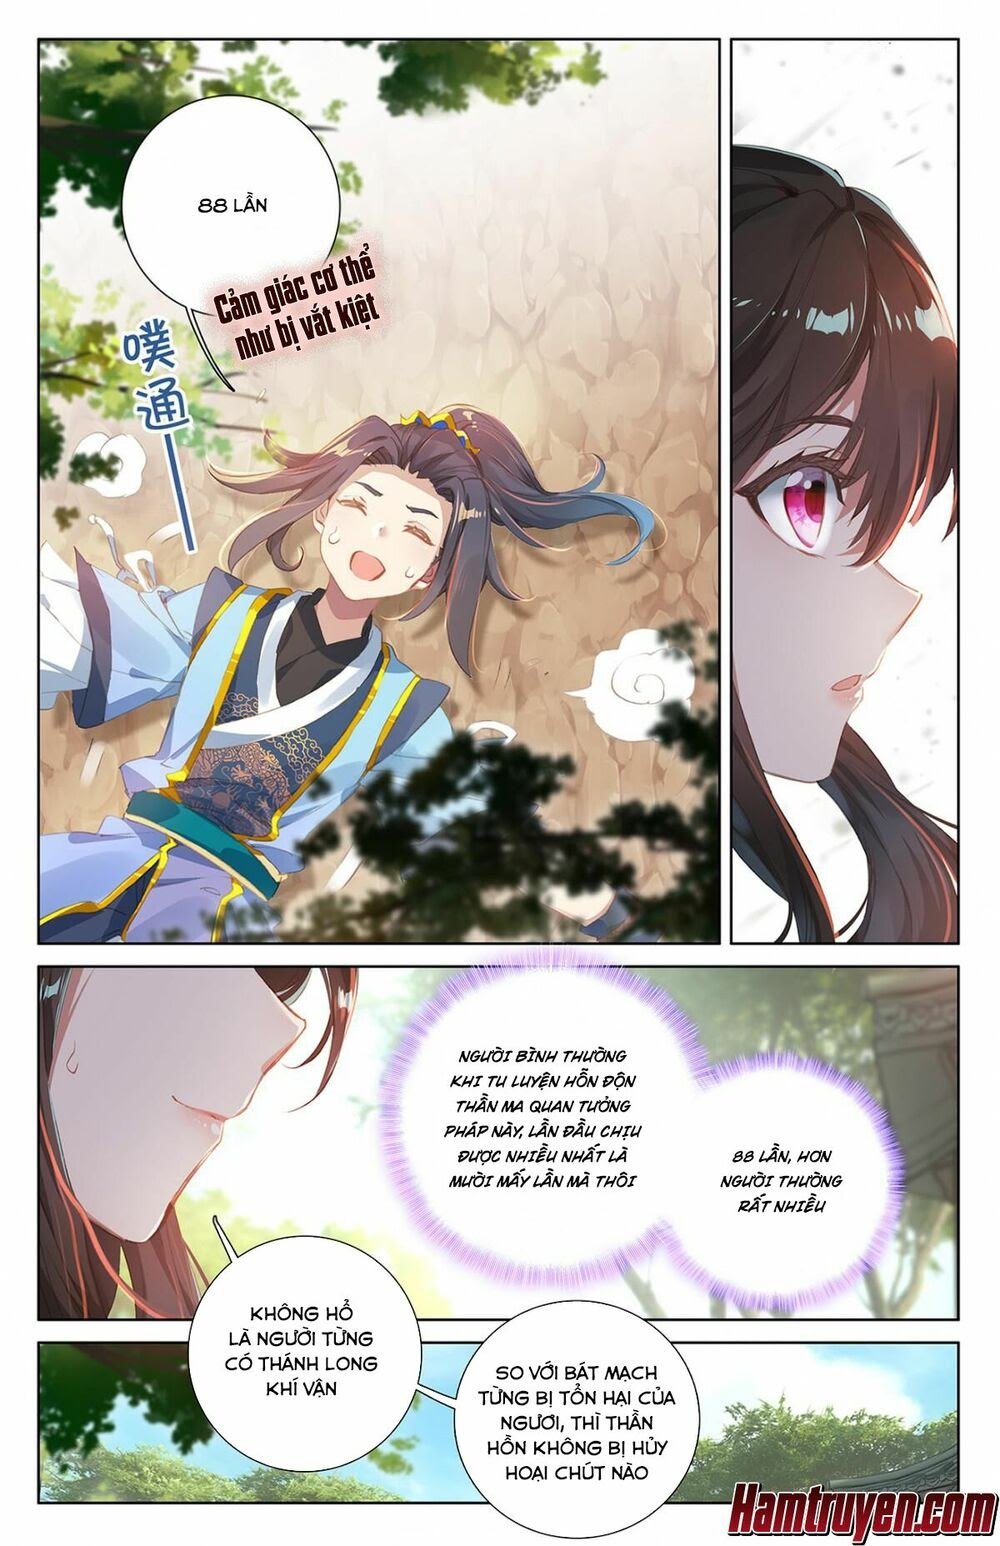 88 LẦN
Cảm giác cơ thể
như bị vắt kiệt
噗通
NGƯỜI BÌNH THƯỜNG
KHI TU LUYỆN HỖN ĐỘN
THẦN MA QUAN TƯỞNG
PHÁP NÀY, LẦN ĐẦU CHỊU
ĐƯỢC NHIỀU NHẤT LÀ
MƯỜI MẤY LẦN MÀ THÔI
88 LẦN, HƠN
NGƯỜI THƯỜNG
RẤT NHIỀU
KHÔNG HỔ
LÀ NGƯỜI TỪNG
CÓ THÁNH LONG
KHÍ VẬN
SO VỚI BÁT MẠCH
TỪNG BỊ TỔN HẠI CỦA
NGƯƠI, THÌ THẦN
HỒN KHÔNG BỊ HỦY
HOẠI CHÚT NÀO
Hamtruyen.com